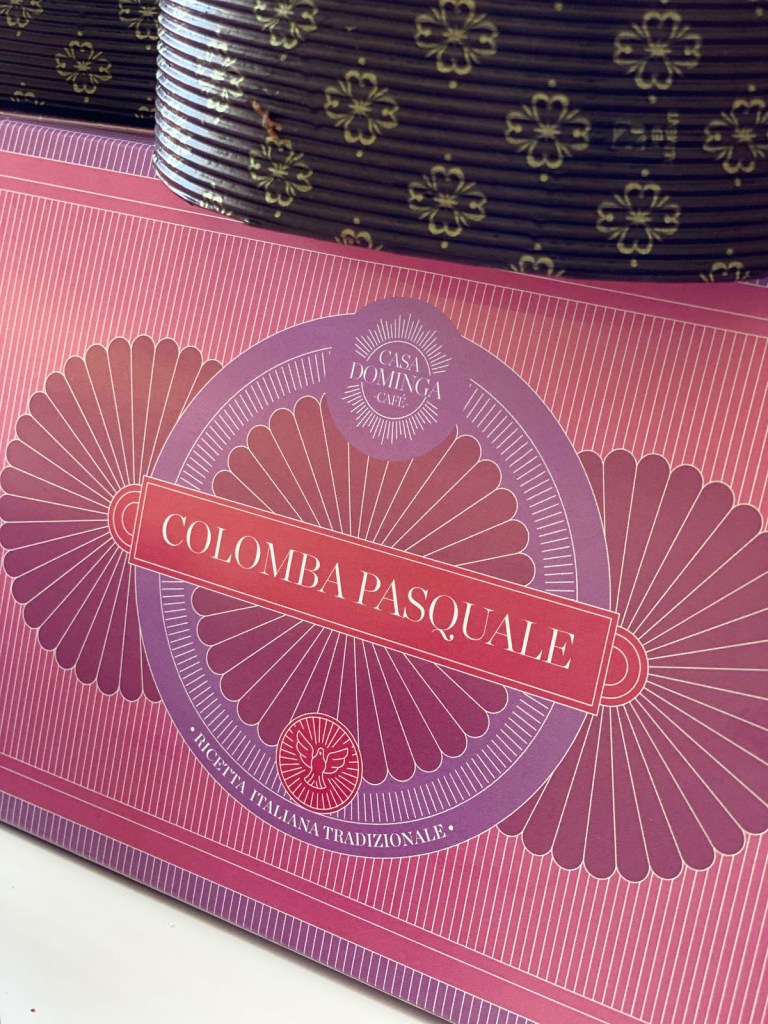 CASA
DOMINGA
-CAFÉ-
COLOMBA PASQUALE
• RICETTA ITALIANA TRADIZIONALE •